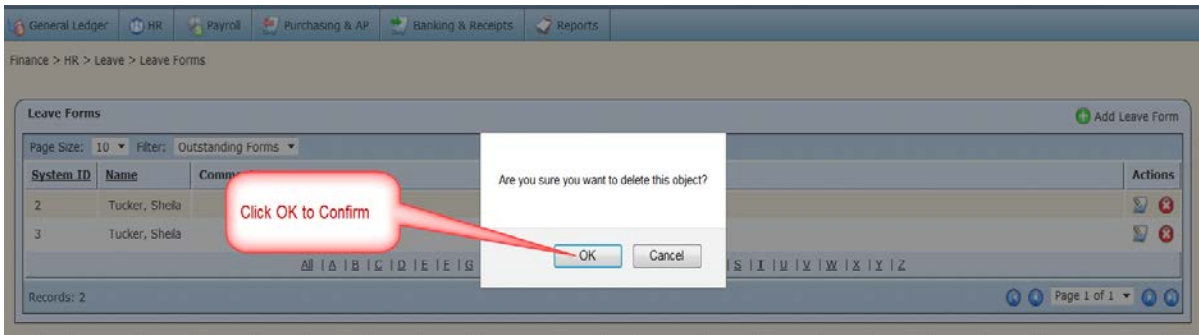 General Ledger HR Payroll Purchasing & AP Banking & Receipts Reports
Finance > HR > Leave > Leave Forms
Leave Forms Add Leave Form
Page Size: 10 Filter: Outstanding Forms
System ID Name Actions
2 Tucker, Sheila
3 Tucker, Sheila
Are you sure you want to delete this object?
Click OK to Confirm
OK Cancel
All | A | B | C | D | E | F | G | S | T | U | V | W | X | Y | Z
Records: 2 Page 1 of 1